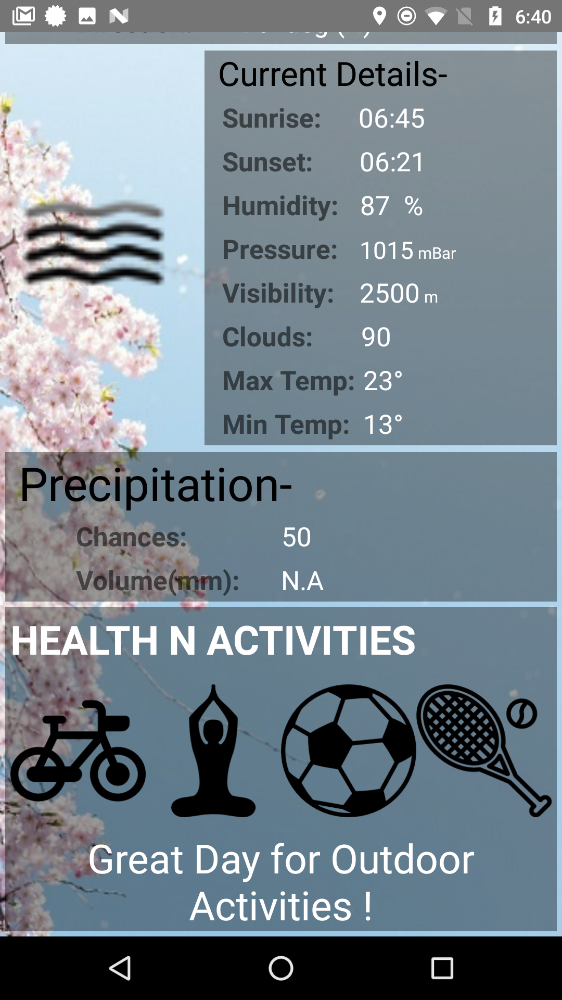 6:40
Current Details-
Sunrise: 06:45
Sunset: 06:21
Humidity: 87 %
Pressure: 1015 mBar
Visibility: 2500 m
Clouds: 90
Max Temp: 23°
Min Temp: 13°
Precipitation-
Chances: 50
Volume(mm): N.A
HEALTH N ACTIVITIES
Great Day for Outdoor
Activities !